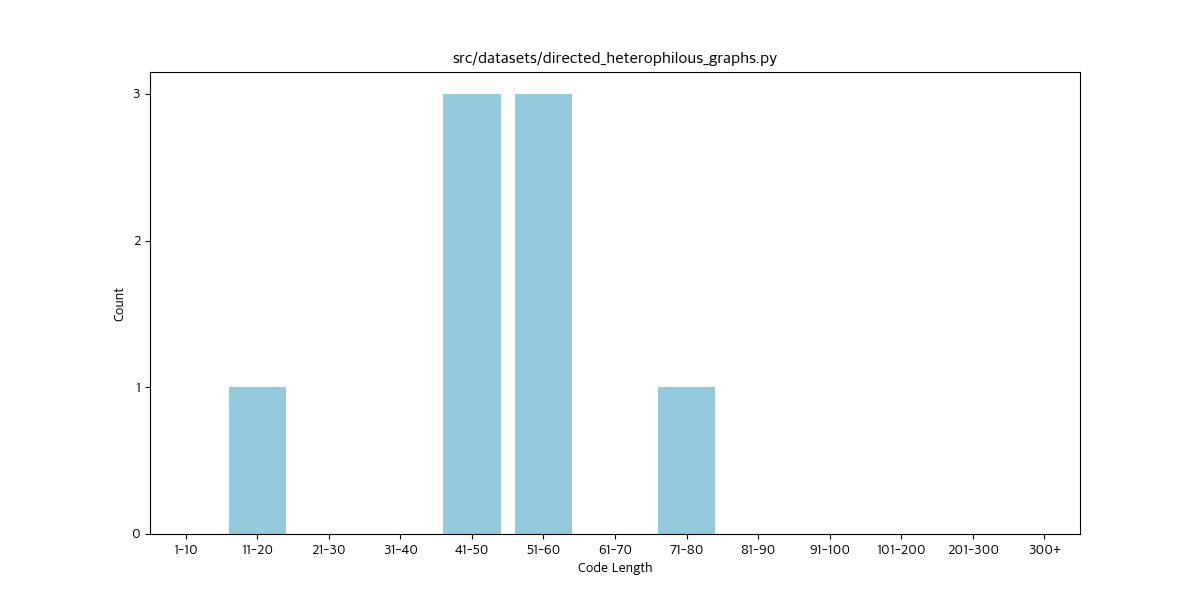 src/datasets/directed_heterophilous_graphs.py
Count
3
2
1
0
1-10 11-20 21-30 31-40 41-50 51-60 61-70 71-80 81-90 91-100 101-200 201-300 300+
Code Length